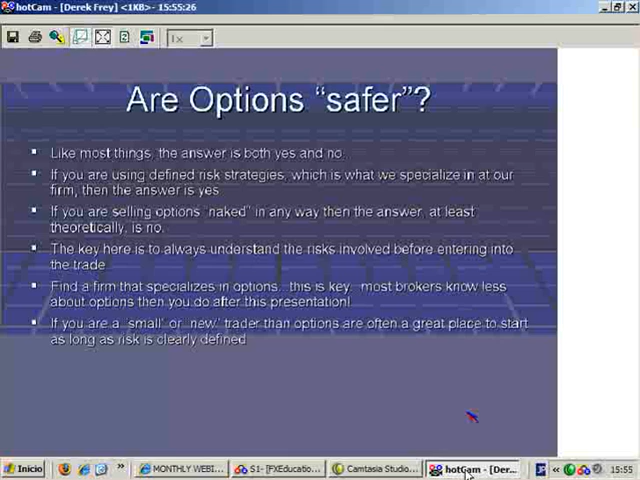 hotCam - [Derek Frey] <1KB>- 15:55:26
1x
Are Options “safer”?
Like most things, the answer is both yes and no.
If you are using defined risk strategies, which is what we specialize in at our
firm, then the answer is yes
If you are selling options “naked” in any way then the answer, at least
theoretically, is no.
The key here is to always understand the risks involved before entering into
the trade.
Find a firm that specializes in options. this is key. most brokers know less
about options then you do after this presentation!
If you are a ‘small’ or ‘new’ trader than options are often a great place to start
as long as risk is clearly defined
Inicio
MONTHLY WEBI...
S1- [FXEducatio...
Camtasia Studio...
hotCam - [Der...
JP
15:55